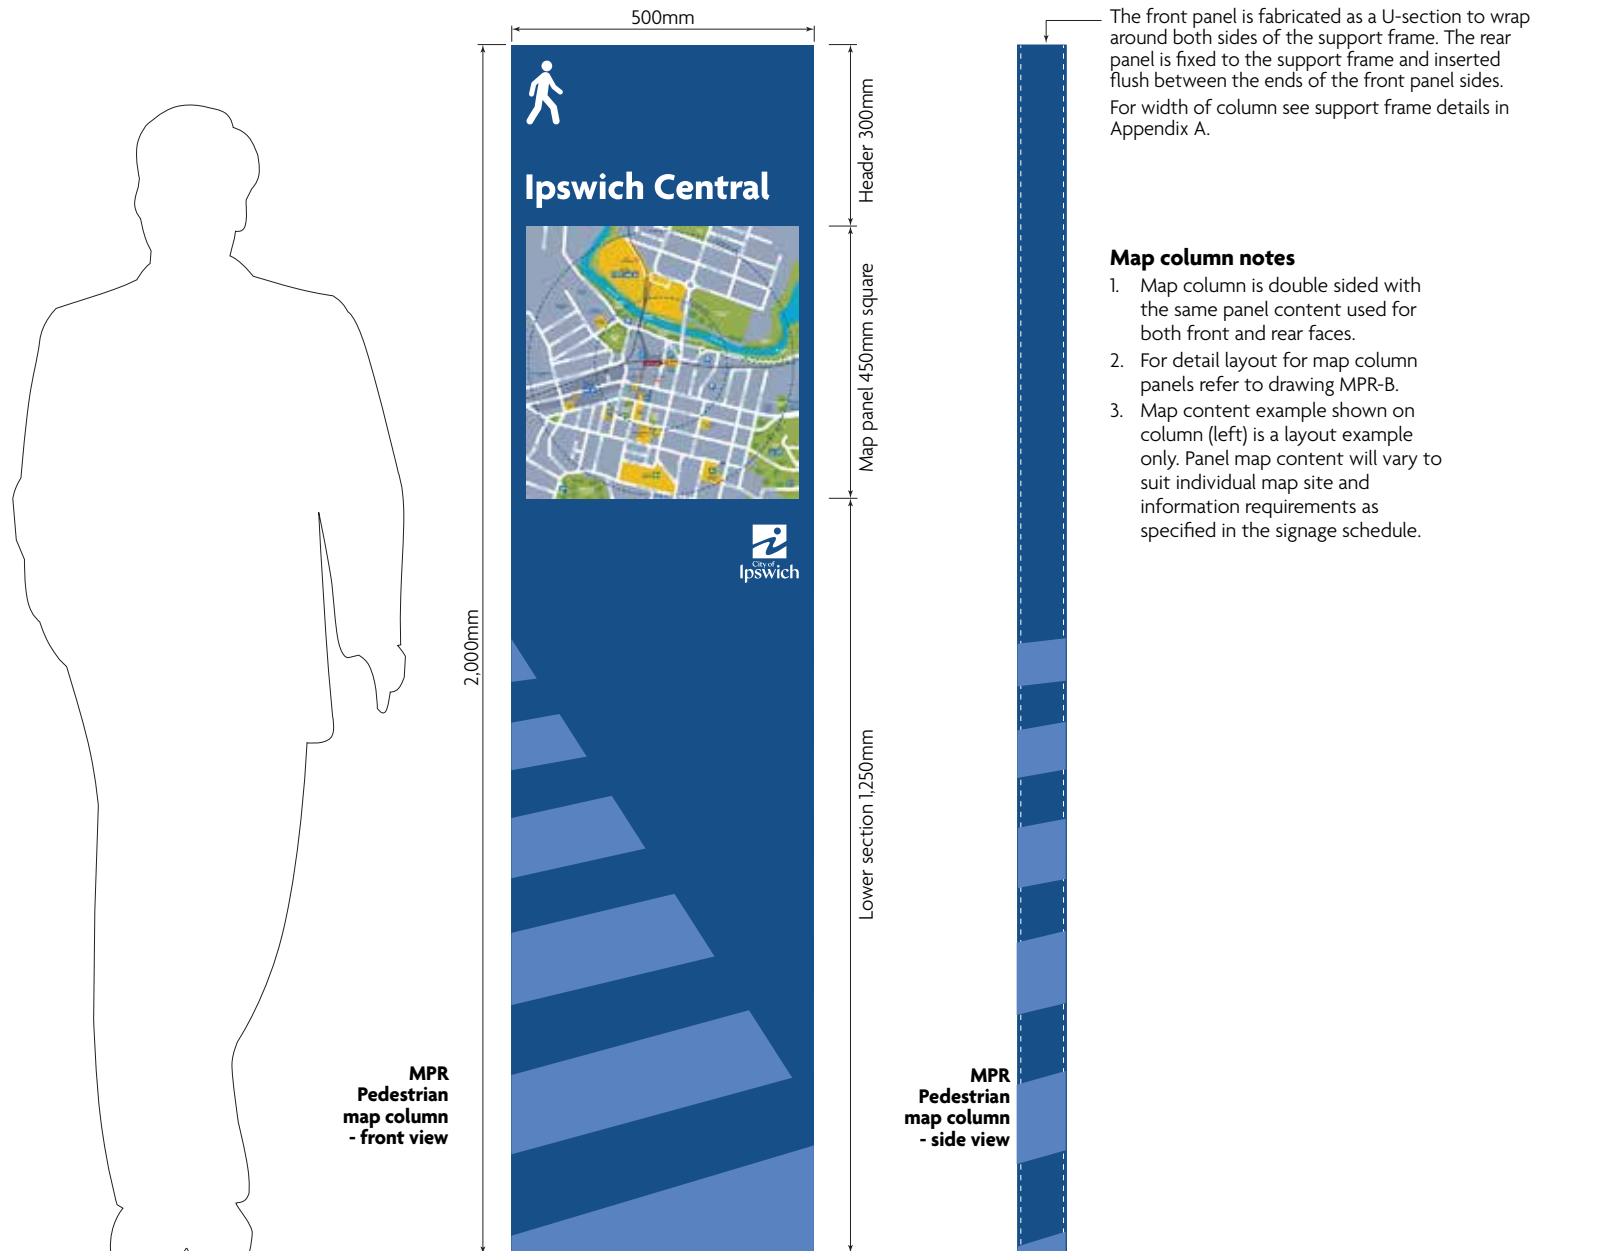 500mm
Header 300mm
Ipswich Central
Map panel 450mm square
City of
Ipswich
2,000mm
Lower section 1,250mm
MPR
Pedestrian
map column
- front view
MPR
Pedestrian
map column
- side view
The front panel is fabricated as a U-section to wrap
around both sides of the support frame. The rear
panel is fixed to the support frame and inserted
flush between the ends of the front panel sides.
For width of column see support frame details in
Appendix A.
Map column notes
1. Map column is double sided with
the same panel content used for
both front and rear faces.
2. For detail layout for map column
panels refer to drawing MPR-B.
3. Map content example shown on
column (left) is a layout example
only. Panel map content will vary to
suit individual map site and
information requirements as
specified in the signage schedule.